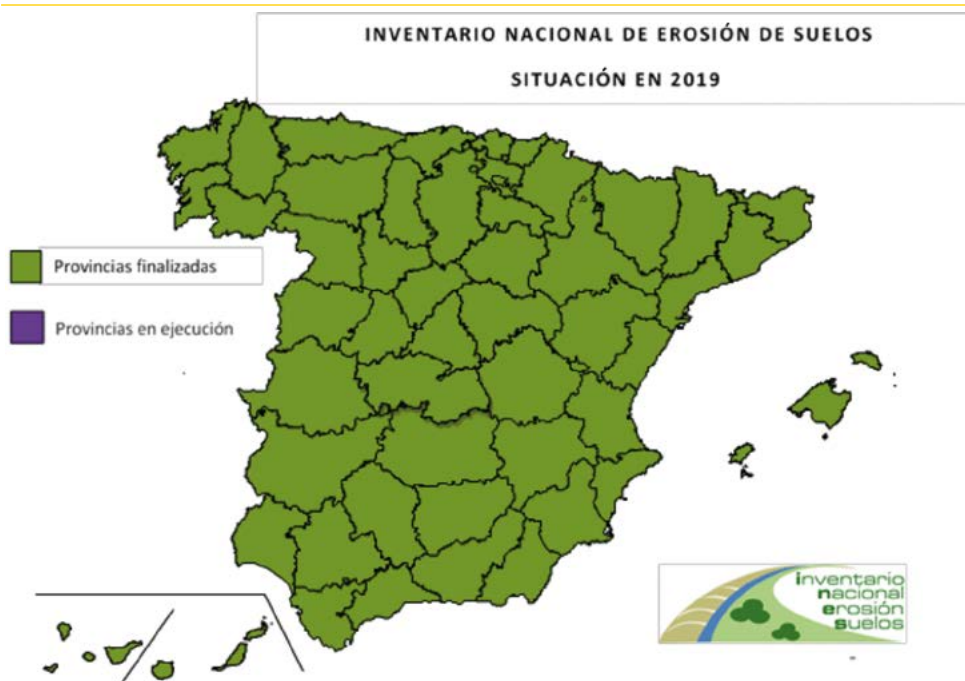 INVENTARIO NACIONAL DE EROSIÓN DE SUELOS
SITUACIÓN EN 2019
Provincias finalizadas
Provincias en ejecución
inventario
nacional
erosión
suelos